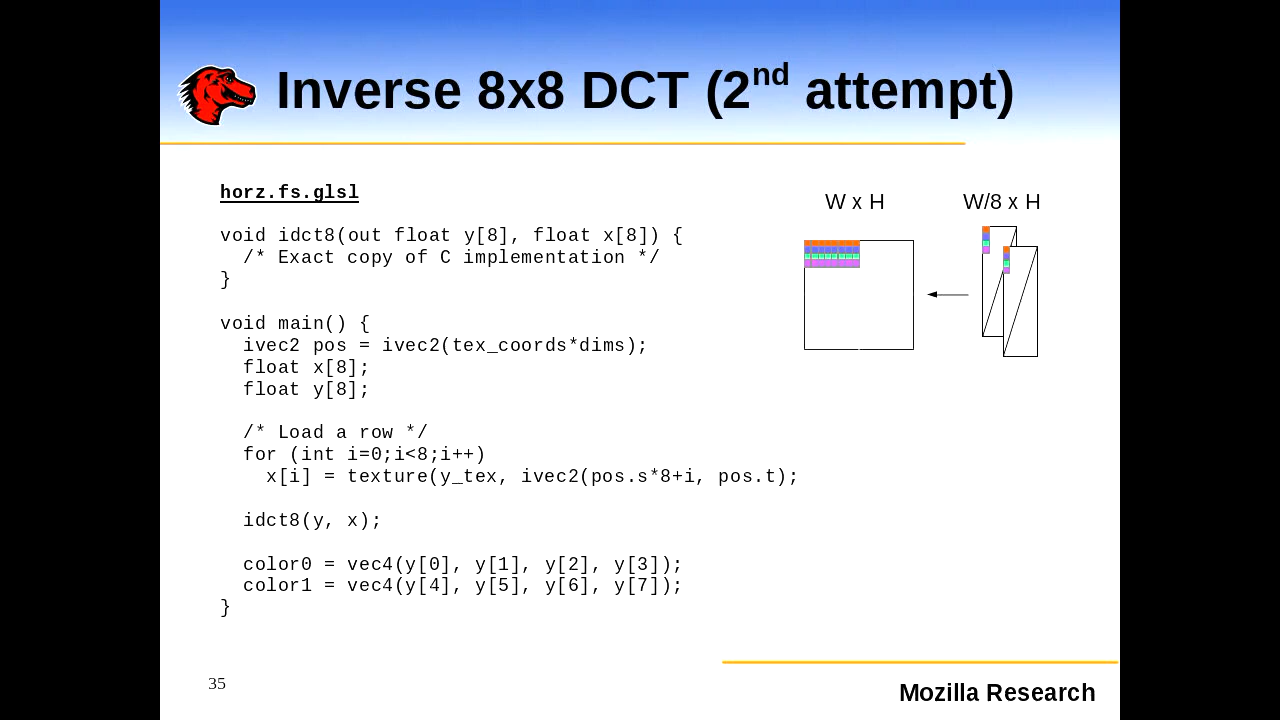 Inverse 8x8 DCT (2nd attempt)
horz.fs.glsl
W x H
W/8 x H
void idct8(out float y[8], float x[8]) {
  /* Exact copy of C implementation */
}
void main() {
  ivec2 pos = ivec2(tex_coords*dims);
  float x[8];
  float y[8];
  /* Load a row */
  for (int i=0;i<8;i++)
    x[i] = texture(y_tex, ivec2(pos.s*8+i, pos.t);
  idct8(y, x);
  color0 = vec4(y[0], y[1], y[2], y[3]);
  color1 = vec4(y[4], y[5], y[6], y[7]);
}
35
Mozilla Research